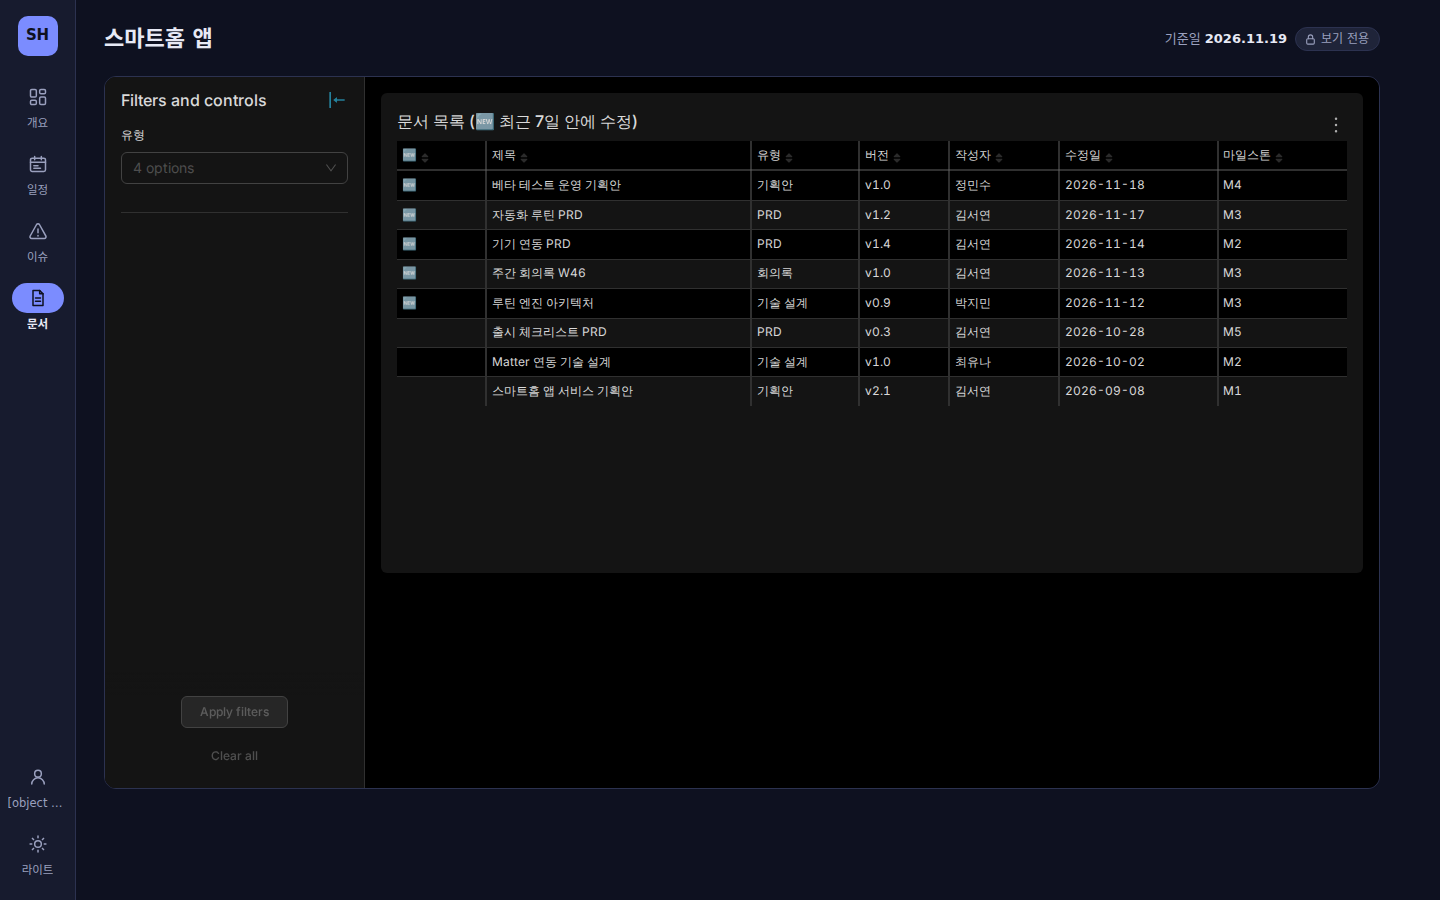 SH
개요
일정
이슈
문서
[object ...
라이트
스마트홈 앱
기준일 2026.11.19 보기 전용
Filters and controls
유형
4 options
Apply filters
Clear all
문서 목록 (🆕 최근 7일 안에 수정)
🆕 제목 유형 버전 작성자 수정일 마일스톤
🆕 베타 테스트 운영 기획안 기획안 v1.0 정민수 2026-11-18 M4
🆕 자동화 루틴 PRD PRD v1.2 김서연 2026-11-17 M3
🆕 기기 연동 PRD PRD v1.4 김서연 2026-11-14 M2
🆕 주간 회의록 W46 회의록 v1.0 김서연 2026-11-13 M3
🆕 루틴 엔진 아키텍처 기술 설계 v0.9 박지민 2026-11-12 M3
출시 체크리스트 PRD PRD v0.3 김서연 2026-10-28 M5
Matter 연동 기술 설계 기술 설계 v1.0 최유나 2026-10-02 M2
스마트홈 앱 서비스 기획안 기획안 v2.1 김서연 2026-09-08 M1